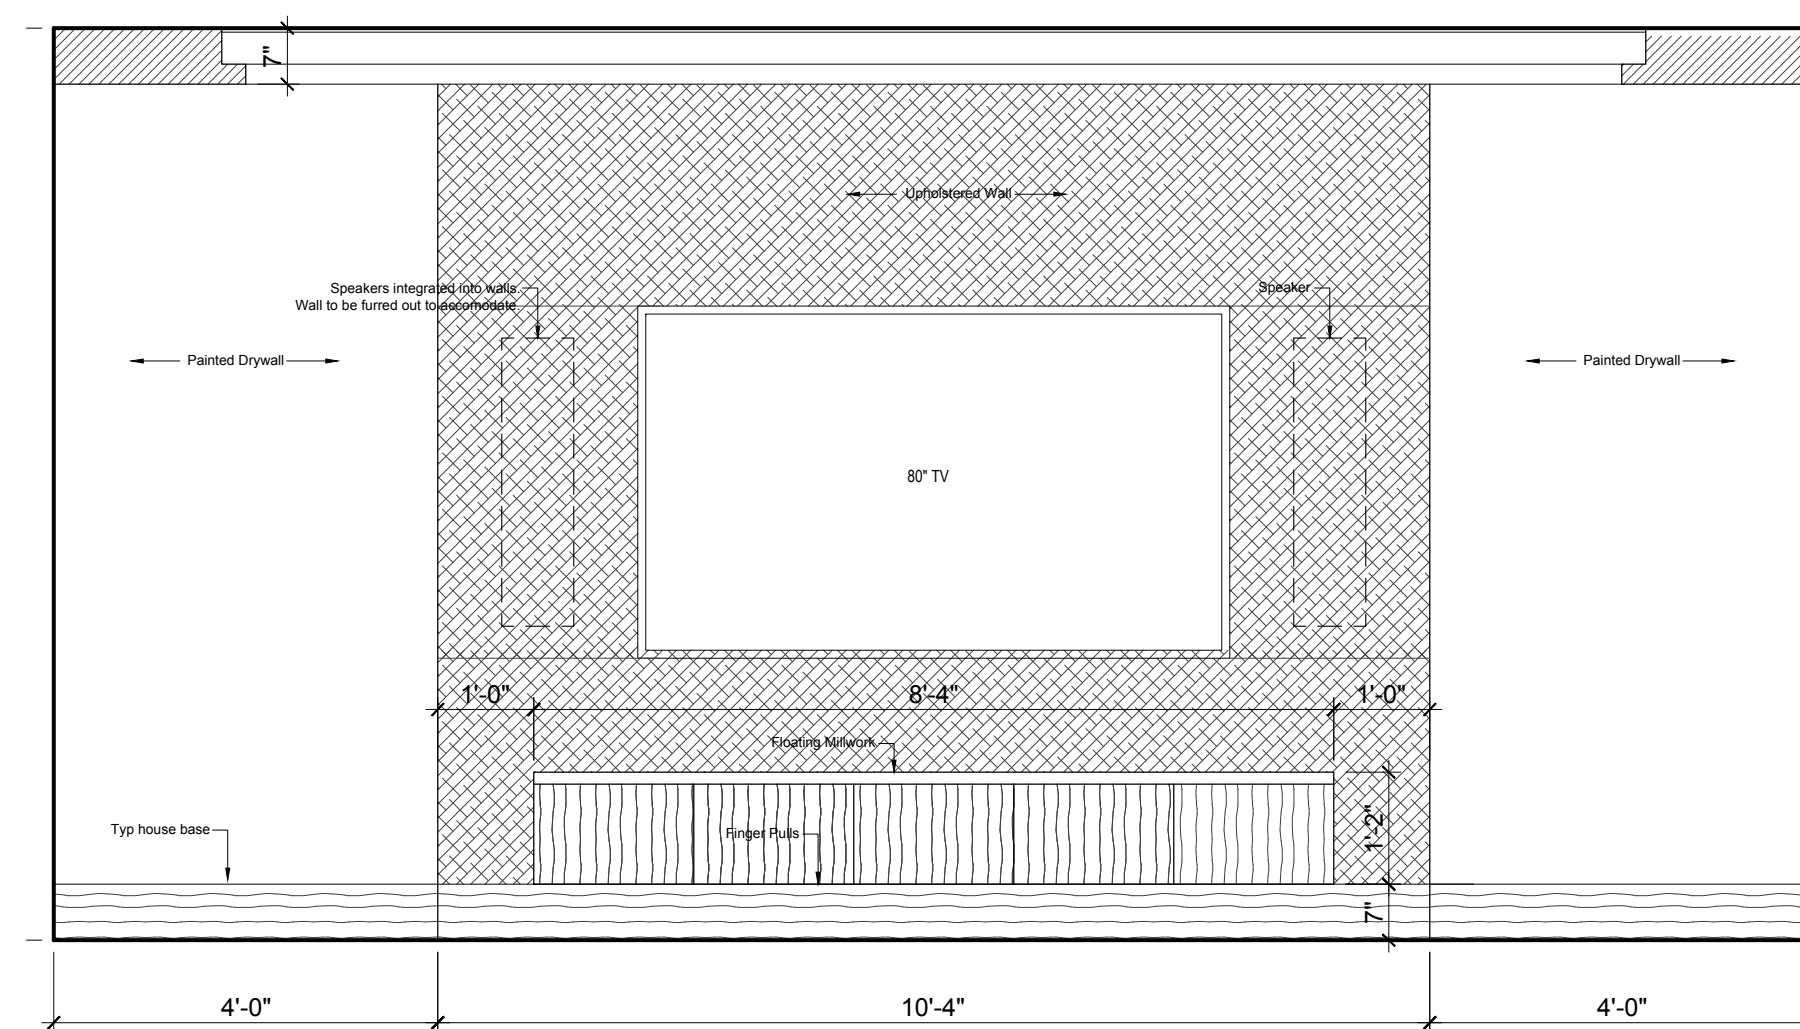 7"
Upholstered Wall
Speakers integrated into walls.
Wall to be furred out to accomodate.
Speaker
Painted Drywall
Painted Drywall
80" TV
1'-0"
8'-4"
1'-0"
Floating Millwork
Typ house base
Finger Pulls
1'-2"
7"
4'-0"
10'-4"
4'-0"